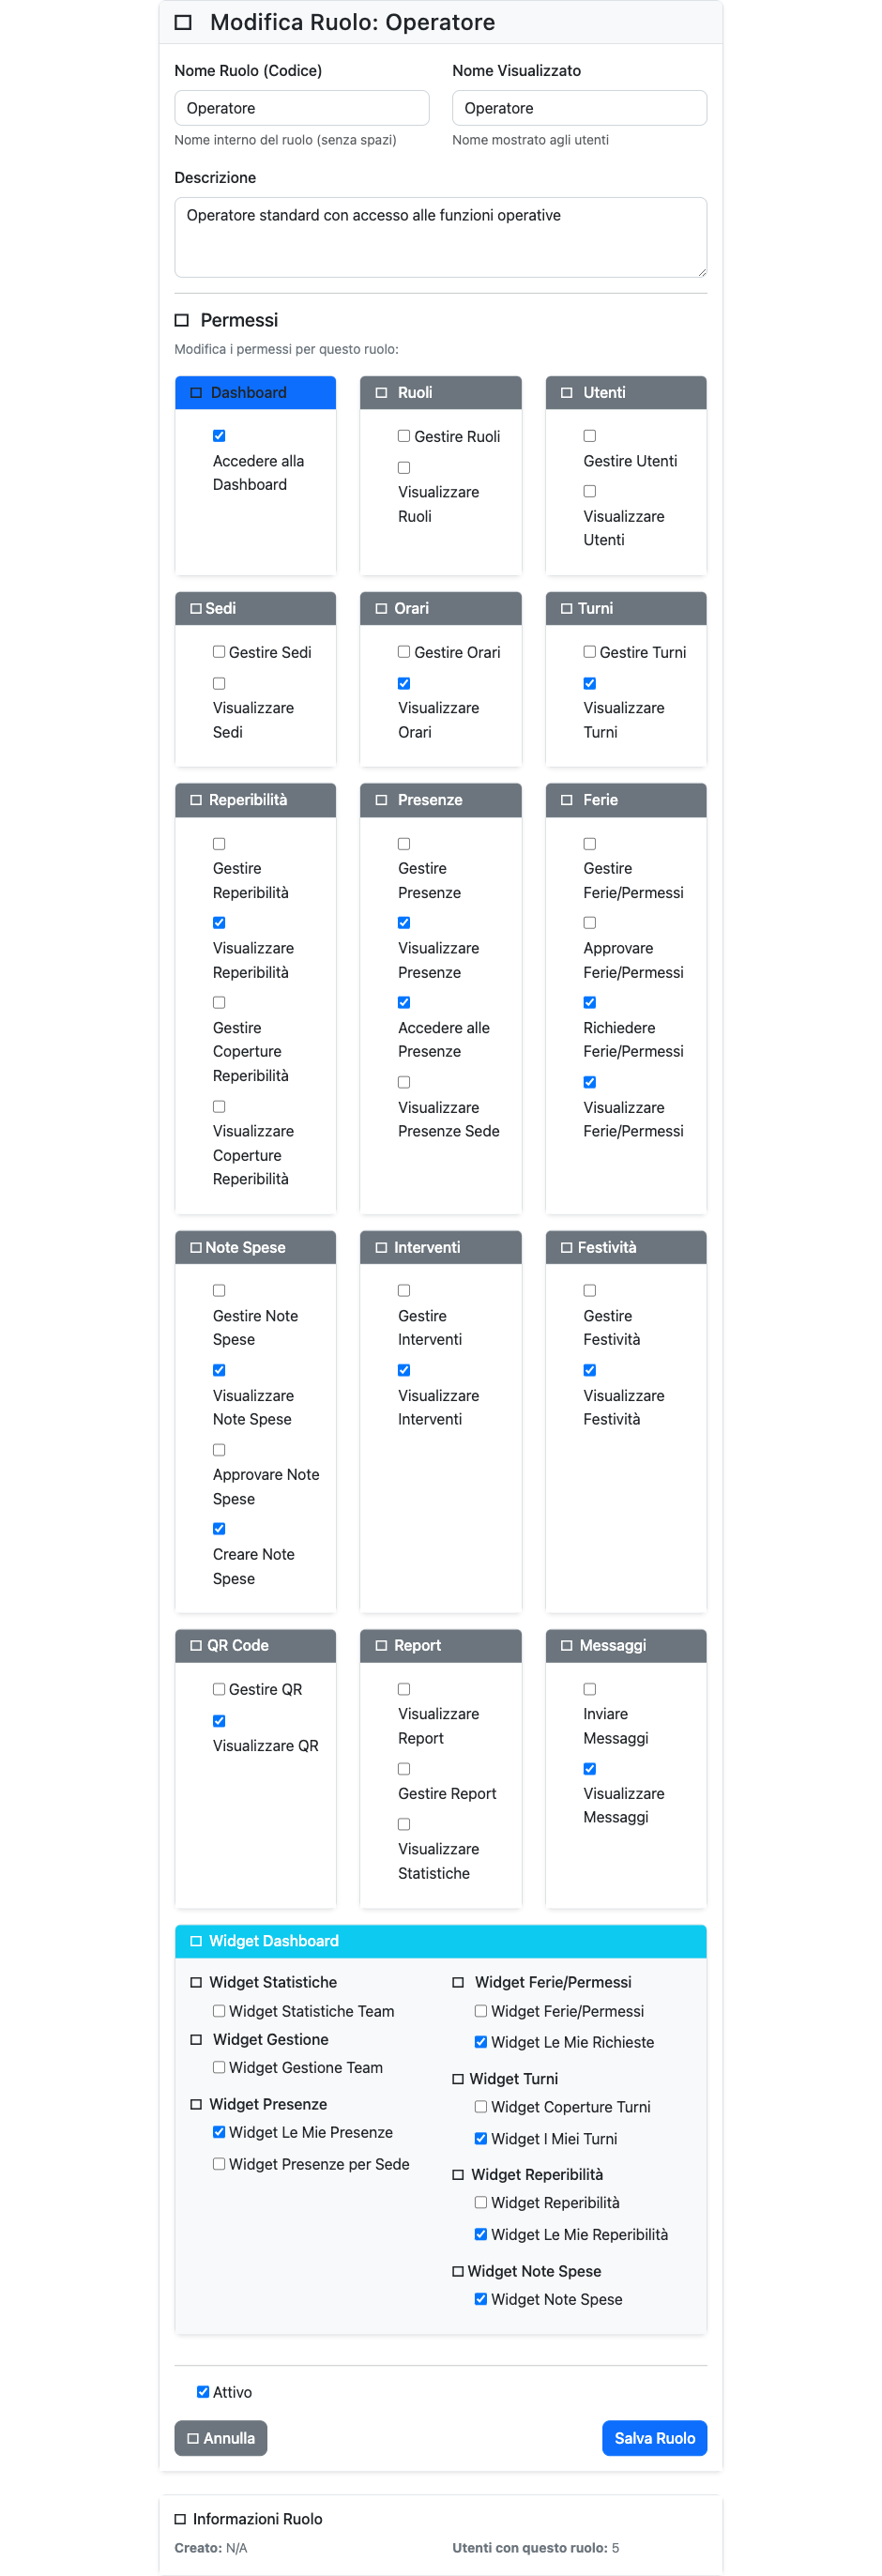 Modifica Ruolo: Operatore
Nome Ruolo (Codice)
Nome Visualizzato
Operatore
Operatore
Nome interno del ruolo (senza spazi)
Nome mostrato agli utenti
Descrizione
Operatore standard con accesso alle funzioni operative
Permessi
Modifica i permessi per questo ruolo:
Dashboard
Accedere alla
Dashboard
Ruoli
Gestire Ruoli
Visualizzare
Ruoli
Utenti
Gestire Utenti
Visualizzare
Utenti
Sedi
Gestire Sedi
Visualizzare
Sedi
Orari
Gestire Orari
Visualizzare
Orari
Turni
Gestire Turni
Visualizzare
Turni
Reperibilità
Gestire
Reperibilità
Visualizzare
Reperibilità
Gestire
Coperture
Reperibilità
Visualizzare
Coperture
Reperibilità
Presenze
Gestire
Presenze
Visualizzare
Presenze
Accedere alle
Presenze
Visualizzare
Presenze Sede
Ferie
Gestire
Ferie/Permessi
Approvare
Ferie/Permessi
Richiedere
Ferie/Permessi
Visualizzare
Ferie/Permessi
Note Spese
Gestire Note
Spese
Visualizzare
Note Spese
Approvare Note
Spese
Creare Note
Spese
Interventi
Gestire
Interventi
Visualizzare
Interventi
Festività
Gestire
Festività
Visualizzare
Festività
QR Code
Gestire QR
Visualizzare QR
Report
Visualizzare
Report
Gestire Report
Visualizzare
Statistiche
Messaggi
Inviare
Messaggi
Visualizzare
Messaggi
Widget Dashboard
Widget Statistiche
Widget Statistiche Team
Widget Gestione
Widget Gestione Team
Widget Presenze
Widget Le Mie Presenze
Widget Presenze per Sede
Widget Ferie/Permessi
Widget Ferie/Permessi
Widget Le Mie Richieste
Widget Turni
Widget Coperture Turni
Widget I Miei Turni
Widget Reperibilità
Widget Reperibilità
Widget Le Mie Reperibilità
Widget Note Spese
Widget Note Spese
Attivo
Annulla
Salva Ruolo
Informazioni Ruolo
Creato: N/A
Utenti con questo ruolo: 5